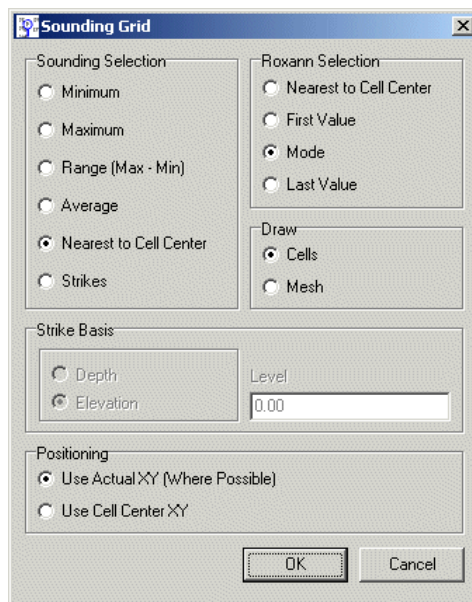 Sounding Grid
Sounding Selection
Minimum
Maximum
Range (Max - Min)
Average
Nearest to Cell Center
Strikes
Roxann Selection
Nearest to Cell Center
First Value
Mode
Last Value
Draw
Cells
Mesh
Strike Basis
Depth
Elevation
Level
0.00
Positioning
Use Actual XY (Where Possible)
Use Cell Center XY
OK
Cancel